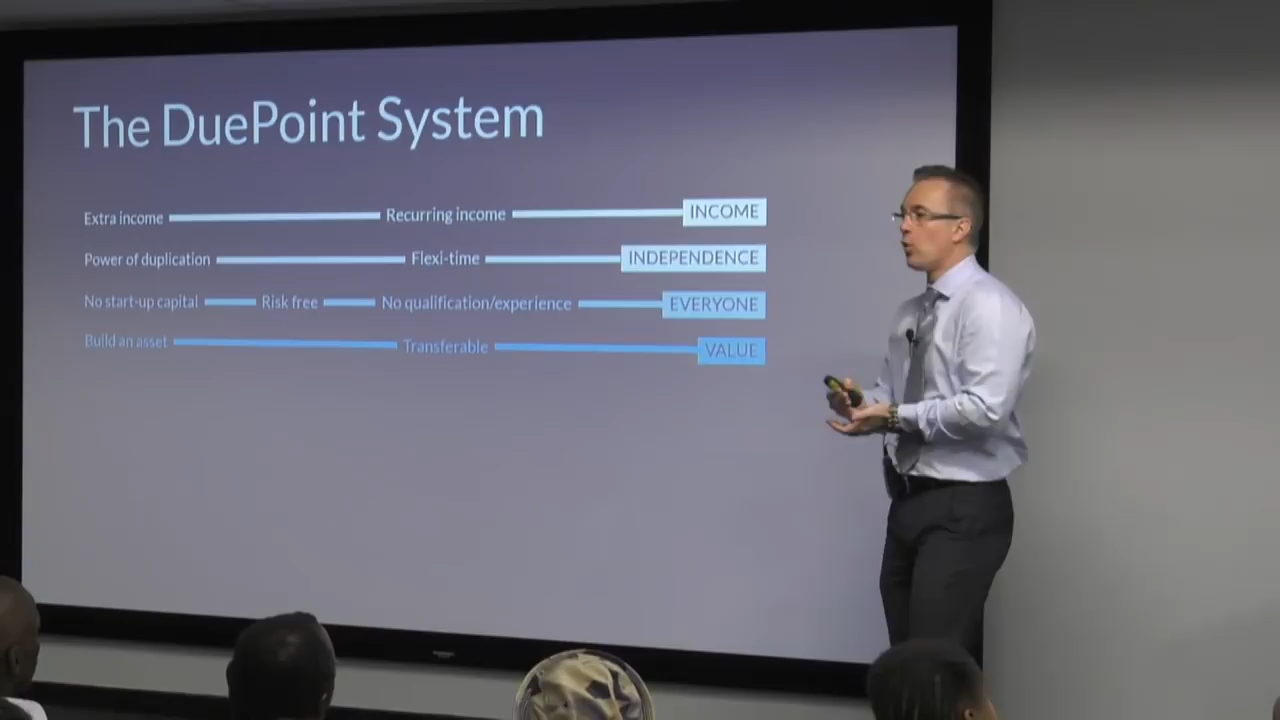 The DuePoint System
Extra income Recurring income INCOME
Power of duplication Flexi-time INDEPENDENCE
No start-up capital Risk free No qualification/experience EVERYONE
Build an asset Transferable VALUE